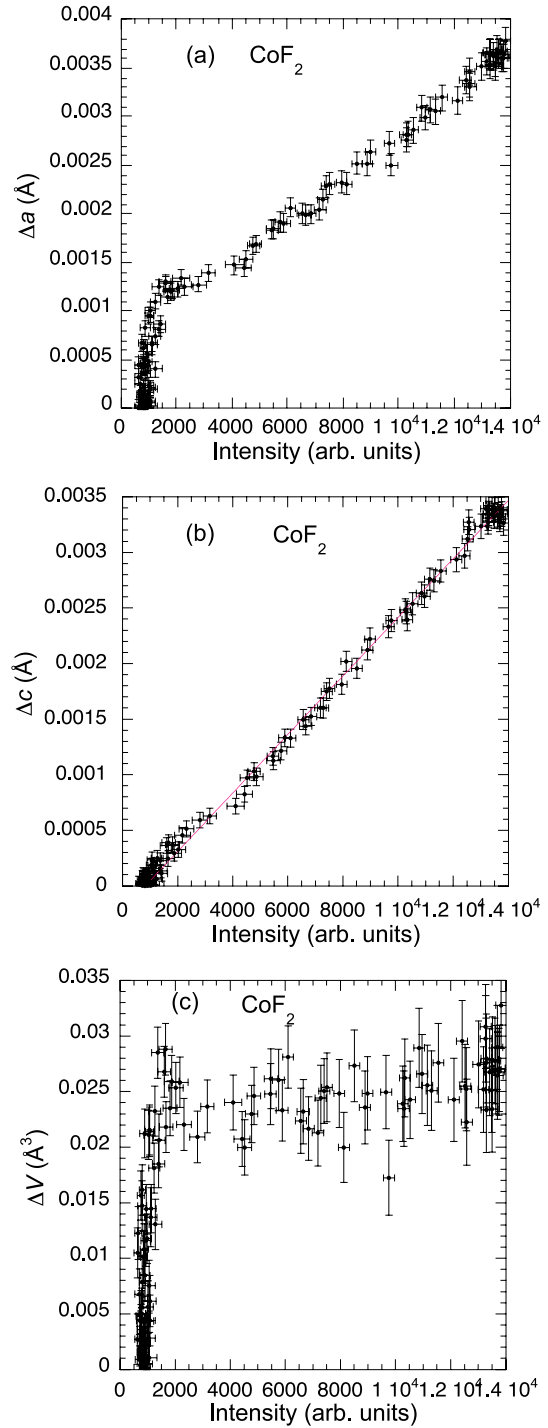 (a) CoF2
0.004
0.0035
0.003
0.0025
0.002
0.0015
0.001
0.0005
0
Δa (Å)
0 2000 4000 6000 8000 1 10⁴ 1.2 10⁴ 1.4 10⁴
Intensity (arb. units)
(b) CoF2
0.0035
0.003
0.0025
0.002
0.0015
0.001
0.0005
0
Δc (Å)
0 2000 4000 6000 8000 1 10⁴ 1.2 10⁴ 1.4 10⁴
Intensity (arb. units)
(c) CoF2
0.035
0.03
0.025
0.02
0.015
0.01
0.005
0
ΔV (Å³)
0 2000 4000 6000 8000 1 10⁴ 1.2 10⁴ 1.4 10⁴
Intensity (arb. units)